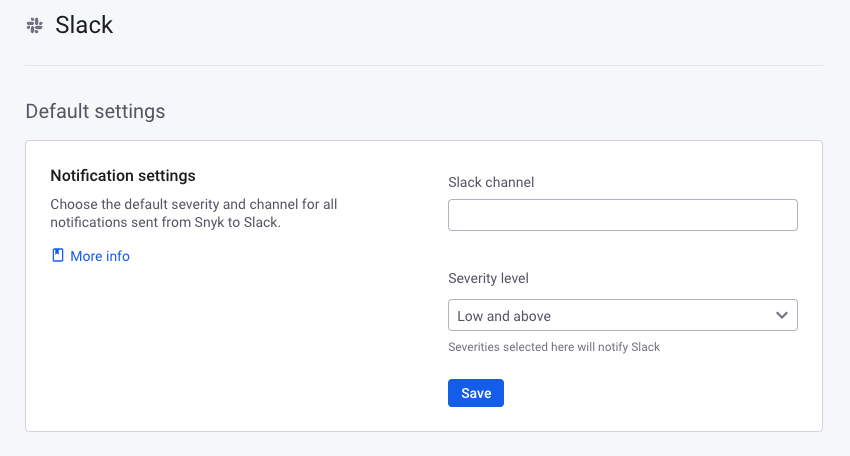 Slack
Default settings
Notification settings
Choose the default severity and channel for all
notifications sent from Snyk to Slack.
More info
Slack channel
Severity level
Low and above
Severities selected here will notify Slack
Save